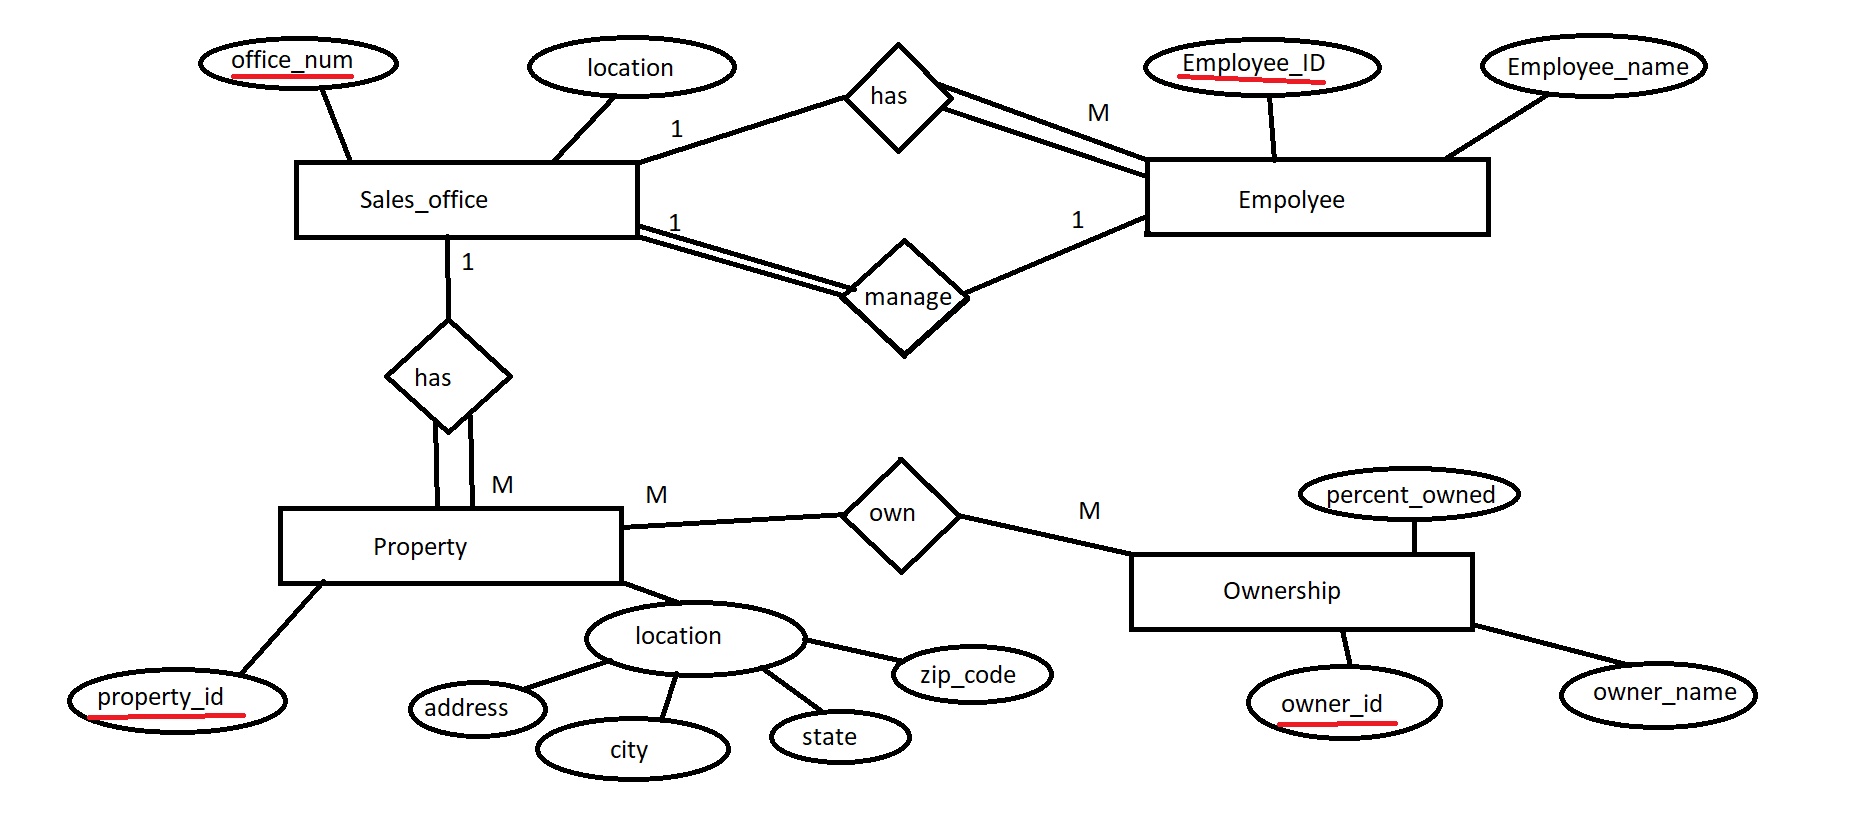 office_num
location
has
Employee_ID
Employee_name
1
M
Sales_office
Empolyee
1
1
manage
1
has
M
M
own
M
percent_owned
Property
Ownership
location
zip_code
property_id
address
city
state
owner_id
owner_name